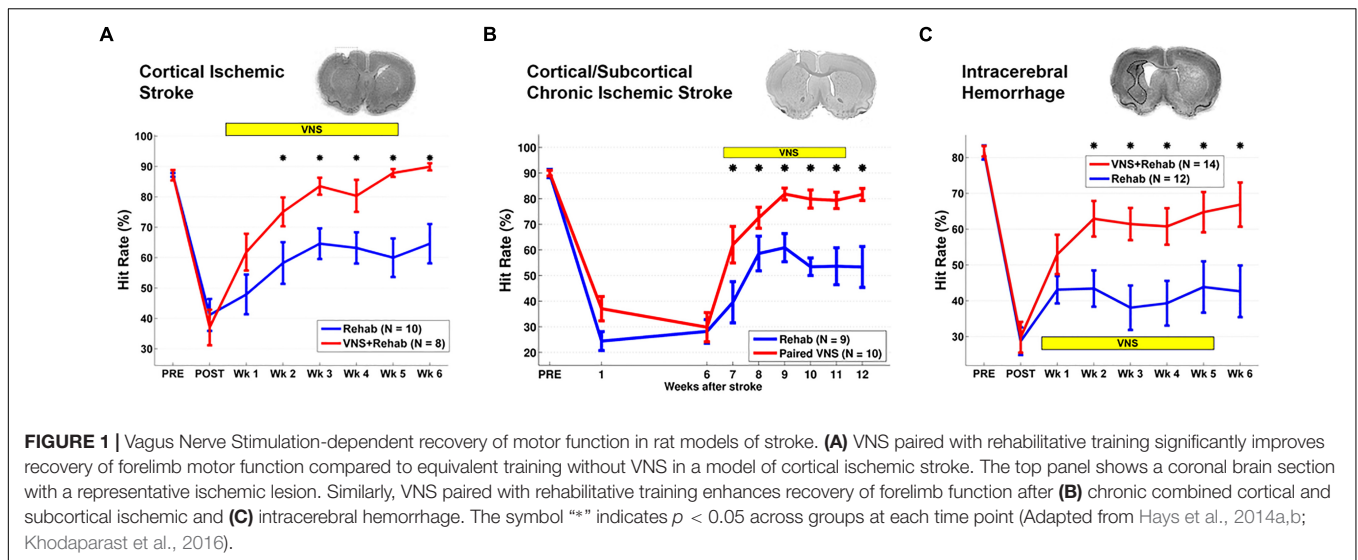 A
Cortical Ischemic
Stroke
VNS
100
90
80
70
60
50
40
30
Hit Rate (%)
* * * * *
Rehab (N = 10)
VNS+Rehab (N = 8)
PRE POST Wk 1 Wk 2 Wk 3 Wk 4 Wk 5 Wk 6
B
Cortical/Subcortical
Chronic Ischemic Stroke
VNS
100
90
80
70
60
50
40
30
20
Hit Rate (%)
* * * * * *
Rehab (N = 9)
Paired VNS (N = 10)
PRE 1 6 7 8 9 10 11 12
Weeks after stroke
C
Intracerebral
Hemorrhage
* * * * *
VNS+Rehab (N = 14)
Rehab (N = 12)
80
70
60
50
40
30
Hit Rate (%)
VNS
PRE POST Wk 1 Wk 2 Wk 3 Wk 4 Wk 5 Wk 6
FIGURE 1 | Vagus Nerve Stimulation-dependent recovery of motor function in rat models of stroke. (A) VNS paired with rehabilitative training significantly improves
recovery of forelimb motor function compared to equivalent training without VNS in a model of cortical ischemic stroke. The top panel shows a coronal brain section
with a representative ischemic lesion. Similarly, VNS paired with rehabilitative training enhances recovery of forelimb function after (B) chronic combined cortical and
subcortical ischemic and (C) intracerebral hemorrhage. The symbol “*” indicates p < 0.05 across groups at each time point (Adapted from Hays et al., 2014a,b;
Khodaparast et al., 2016).